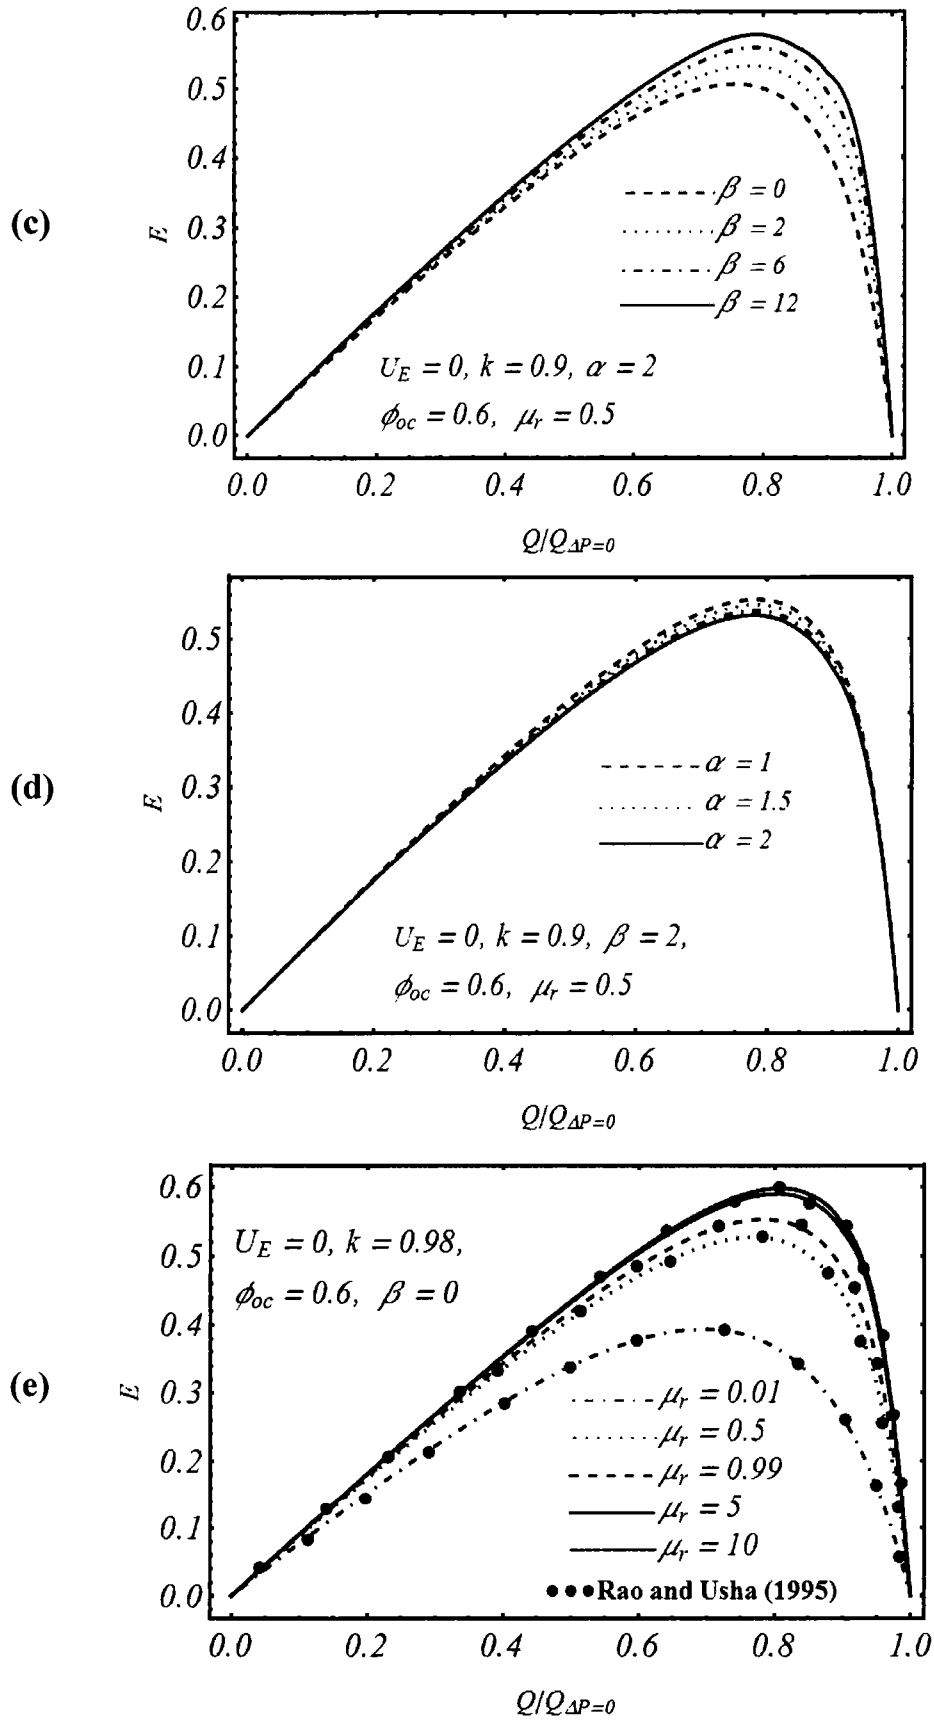 (c)
E
0.6
0.5
0.4
0.3
0.2
0.1
0.0
β = 0
β = 2
β = 6
β = 12
U_E = 0, k = 0.9, α = 2
ϕ_oc = 0.6, μ_r = 0.5
0.0 0.2 0.4 0.6 0.8 1.0
Q/Q_ΔP=0
(d)
E
0.5
0.4
0.3
0.2
0.1
0.0
α = 1
α = 1.5
α = 2
U_E = 0, k = 0.9, β = 2,
ϕ_oc = 0.6, μ_r = 0.5
0.0 0.2 0.4 0.6 0.8 1.0
Q/Q_ΔP=0
(e)
E
0.6
0.5
0.4
0.3
0.2
0.1
0.0
U_E = 0, k = 0.98,
ϕ_oc = 0.6, β = 0
μ_r = 0.01
μ_r = 0.5
μ_r = 0.99
μ_r = 5
μ_r = 10
Rao and Usha (1995)
0.0 0.2 0.4 0.6 0.8 1.0
Q/Q_ΔP=0